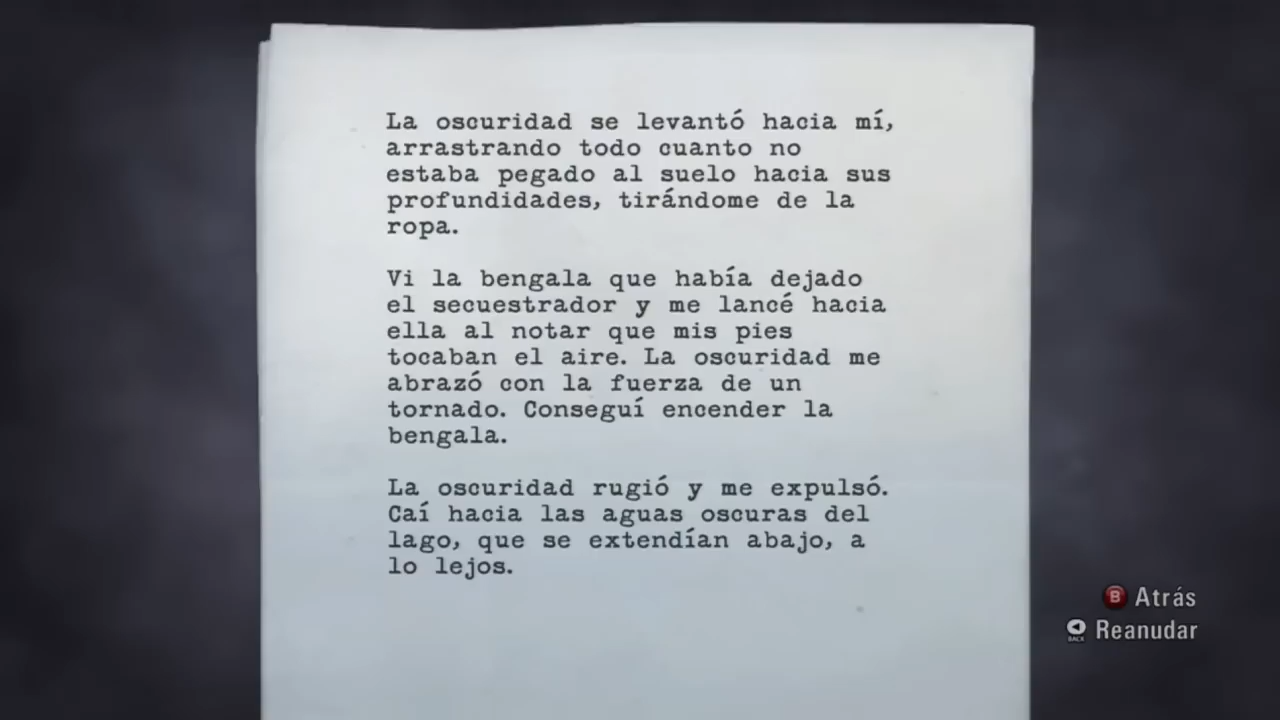 La oscuridad se levantó hacia mí,
arrastrando todo cuanto no
estaba pegado al suelo hacia sus
profundidades, tirándome de la
ropa.
Vi la bengala que había dejado
el secuestrador y me lancé hacia
ella al notar que mis pies
tocaban el aire. La oscuridad me
abrazó con la fuerza de un
tornado. Conseguí encender la
bengala.
La oscuridad rugió y me expulsó.
Caí hacia las aguas oscuras del
lago, que se extendían abajo, a
lo lejos.
B Atrás
BACK Reanudar